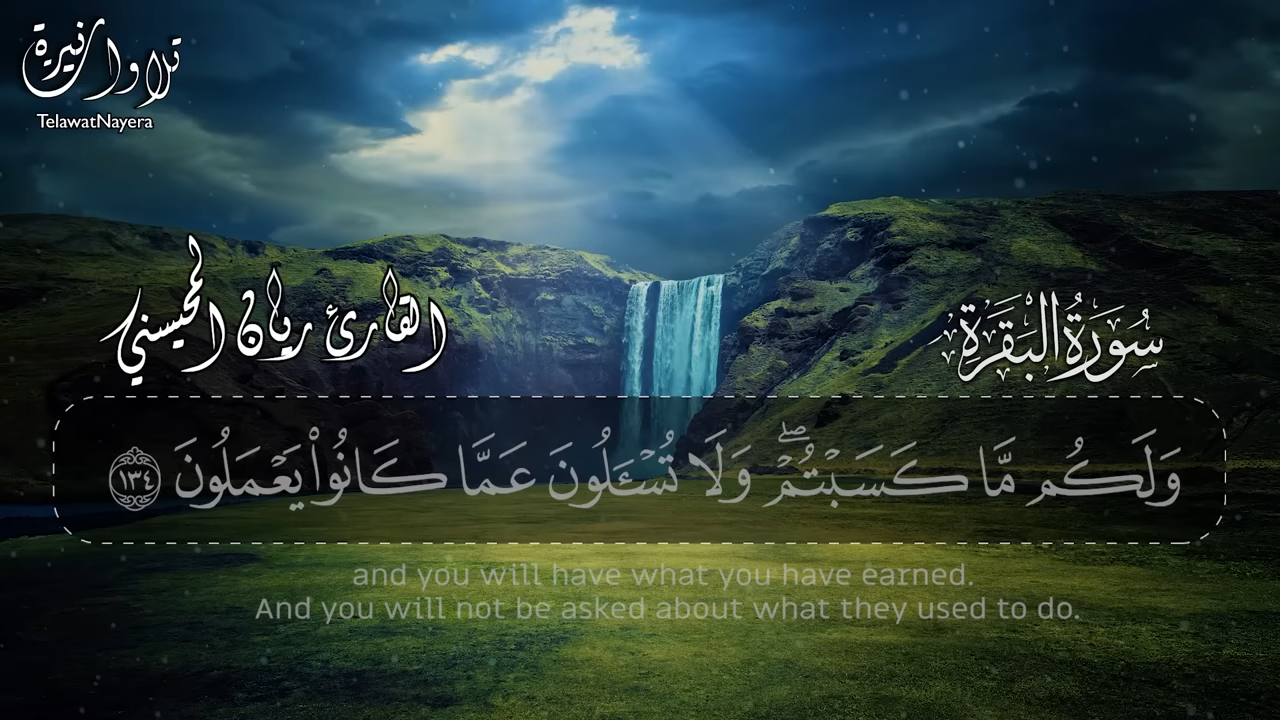 تلاوات نيرة
TelawatNayera
سُورَةُ البَقَرَةِ
القارئ ريان المحيسني
وَلَكُم مَّا كَسَبۡتُمۡۖ وَلَا تُسۡـَٔلُونَ عَمَّا كَانُواْ يَعۡمَلُونَ ١٣٤
and you will have what you have earned.
And you will not be asked about what they used to do.